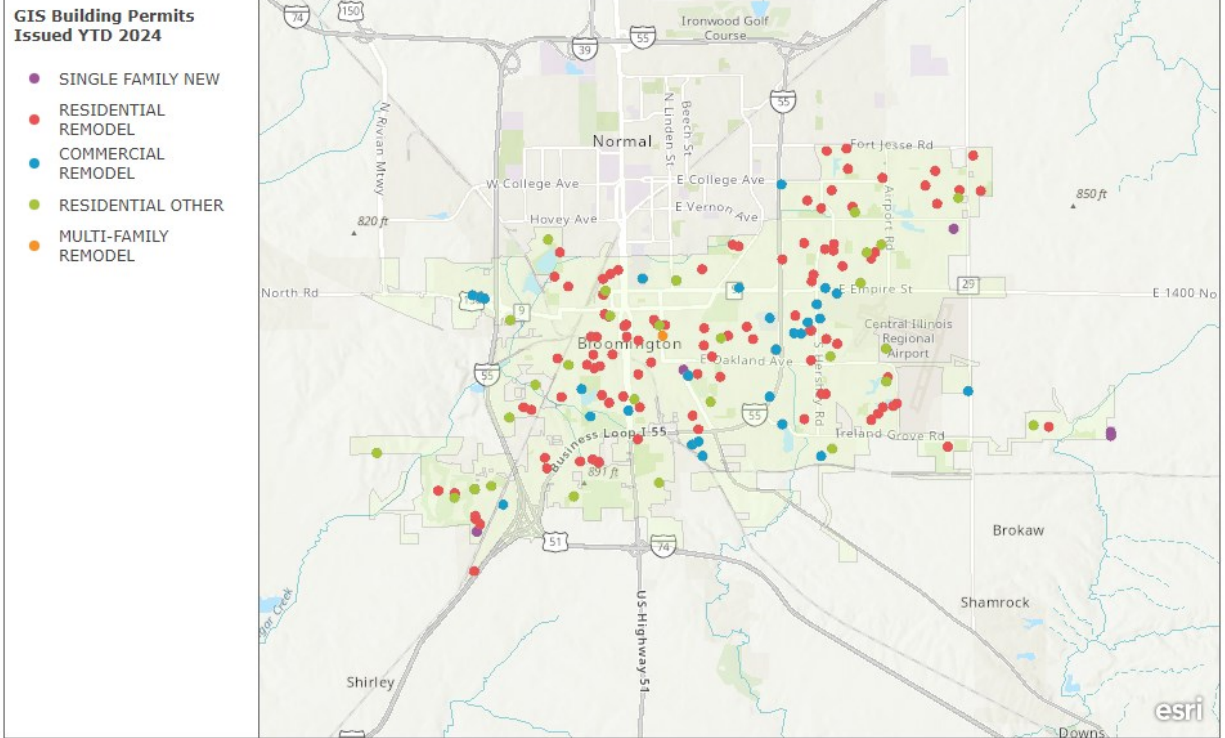 GIS Building Permits
Issued YTD 2024
SINGLE FAMILY NEW
RESIDENTIAL
REMODEL
COMMERCIAL
REMODEL
RESIDENTIAL OTHER
MULTI-FAMILY
REMODEL
74
150
Ironwood Golf
Course
55
39
55
N Rivian Mtwy
N Linden St
Beech St
Normal
Fort Jesse Rd
W College Ave
E College Ave
850 ft
820 ft
Hovey Ave
E Vernon Ave
Airport Rd
North Rd
9
E Empire St
29
E 1400 No
Central Illinois
Regional
Airport
Bloomington
E Oakland Ave
S Hershey Rd
55
55
Business Loop I 55
Ireland Grove Rd
891 ft
51
74
Brokaw
US Highway 51
Shamrock
gar Creek
Shirley
esri
Downs